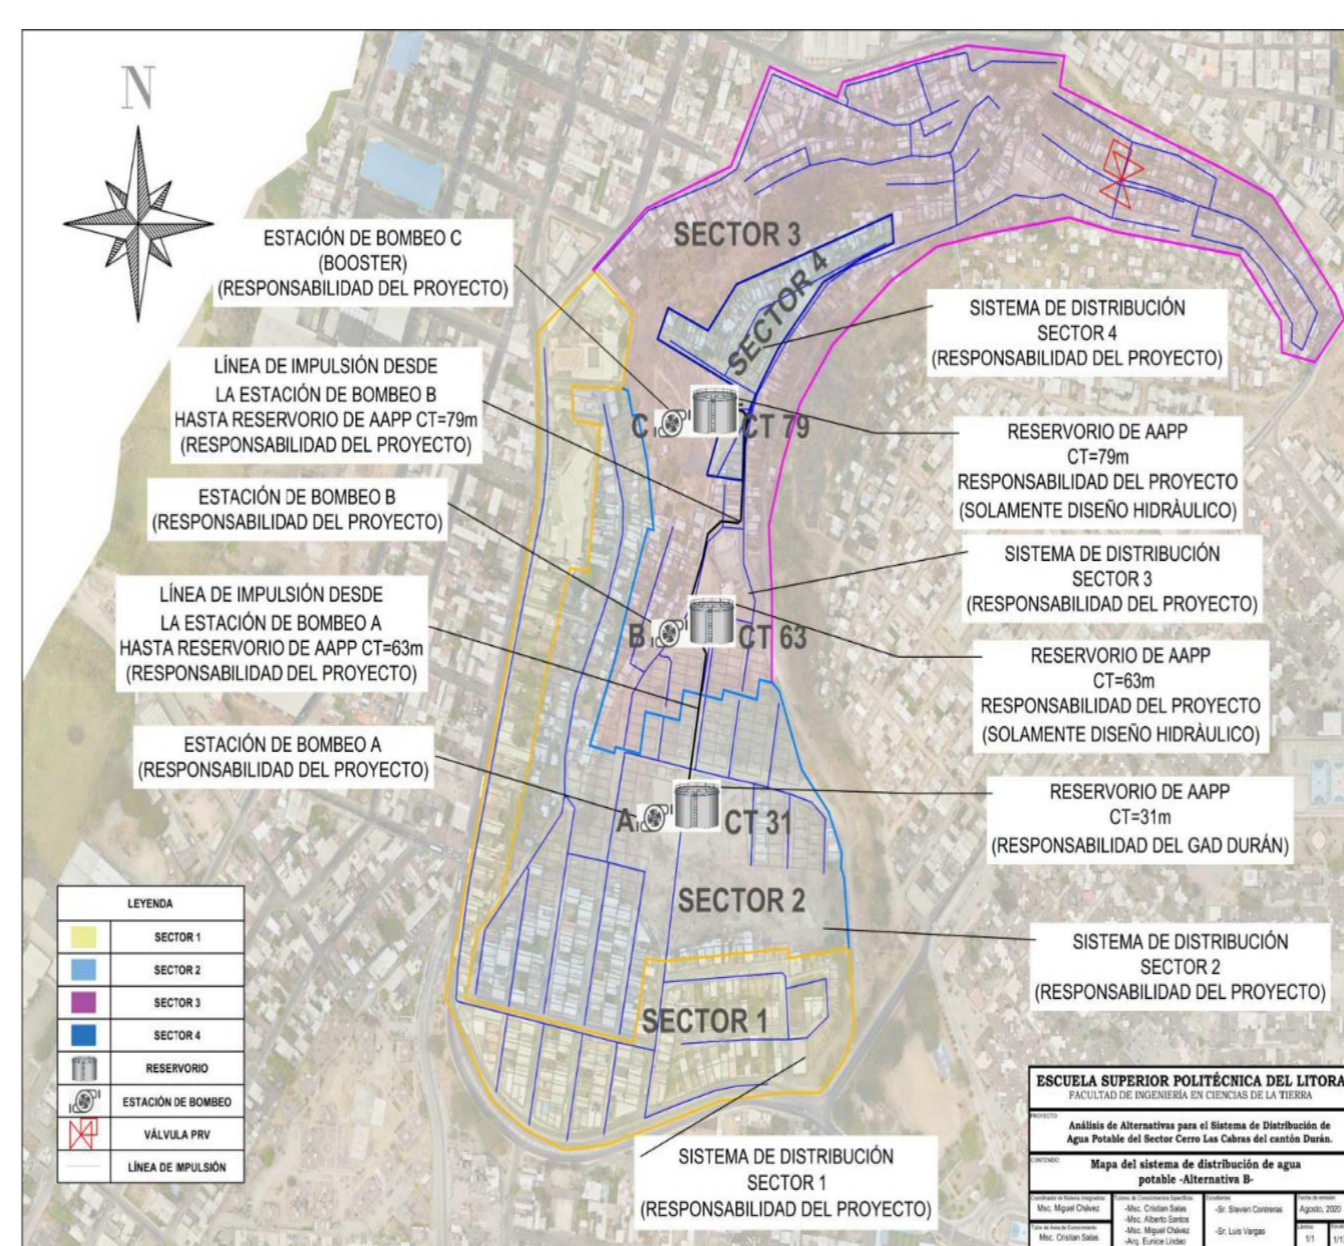 N
ESTACIÓN DE BOMBEO C
(BOOSTER)
(RESPONSABILIDAD DEL PROYECTO)
LÍNEA DE IMPULSIÓN DESDE
LA ESTACIÓN DE BOMBEO B
HASTA RESERVORIO DE AAPP CT=79m
(RESPONSABILIDAD DEL PROYECTO)
ESTACIÓN DE BOMBEO B
(RESPONSABILIDAD DEL PROYECTO)
LÍNEA DE IMPULSIÓN DESDE
LA ESTACIÓN DE BOMBEO A
HASTA RESERVORIO DE AAPP CT=63m
(RESPONSABILIDAD DEL PROYECTO)
ESTACIÓN DE BOMBEO A
(RESPONSABILIDAD DEL PROYECTO)
SECTOR 3
SECTOR 4
C
CT 79
B
CT 63
A
CT 31
SECTOR 2
SECTOR 1
SISTEMA DE DISTRIBUCIÓN
SECTOR 4
(RESPONSABILIDAD DEL PROYECTO)
RESERVORIO DE AAPP
CT=79m
RESPONSABILIDAD DEL PROYECTO
(SOLAMENTE DISEÑO HIDRÀULICO)
SISTEMA DE DISTRIBUCIÓN
SECTOR 3
(RESPONSABILIDAD DEL PROYECTO)
RESERVORIO DE AAPP
CT=63m
RESPONSABILIDAD DEL PROYECTO
(SOLAMENTE DISEÑO HIDRÀULICO)
RESERVORIO DE AAPP
CT=31m
(RESPONSABILIDAD DEL GAD DURÁN)
SISTEMA DE DISTRIBUCIÓN
SECTOR 2
(RESPONSABILIDAD DEL PROYECTO)
SISTEMA DE DISTRIBUCIÓN
SECTOR 1
(RESPONSABILIDAD DEL PROYECTO)
LEYENDA
SECTOR 1
SECTOR 2
SECTOR 3
SECTOR 4
RESERVORIO
ESTACIÓN DE BOMBEO
VÁLVULA PRV
LÍNEA DE IMPULSIÓN
ESCUELA SUPERIOR POLITÉCNICA DEL LITORA
FACULTAD DE INGENIERÍA EN CIENCIAS DE LA TIERRA
PROYECTO:
Análisis de Alternativas para el Sistema de Distribución de
Agua Potable del Sector Cerro Las Cabras del cantón Durán.
CONTENIDO:
Mapa del sistema de distribución de agua
potable -Alternativa B-
Msc. Miguel Chávez
Msc. Cristian Salas
-Msc. Cristian Salas
-Msc. Alberto Santos
-Msc. Miguel Chávez
-Arq. Eunice Lindao
-Sr. Steven Contreras
-Sr. Luis Vargas
Agosto, 2020
1/1